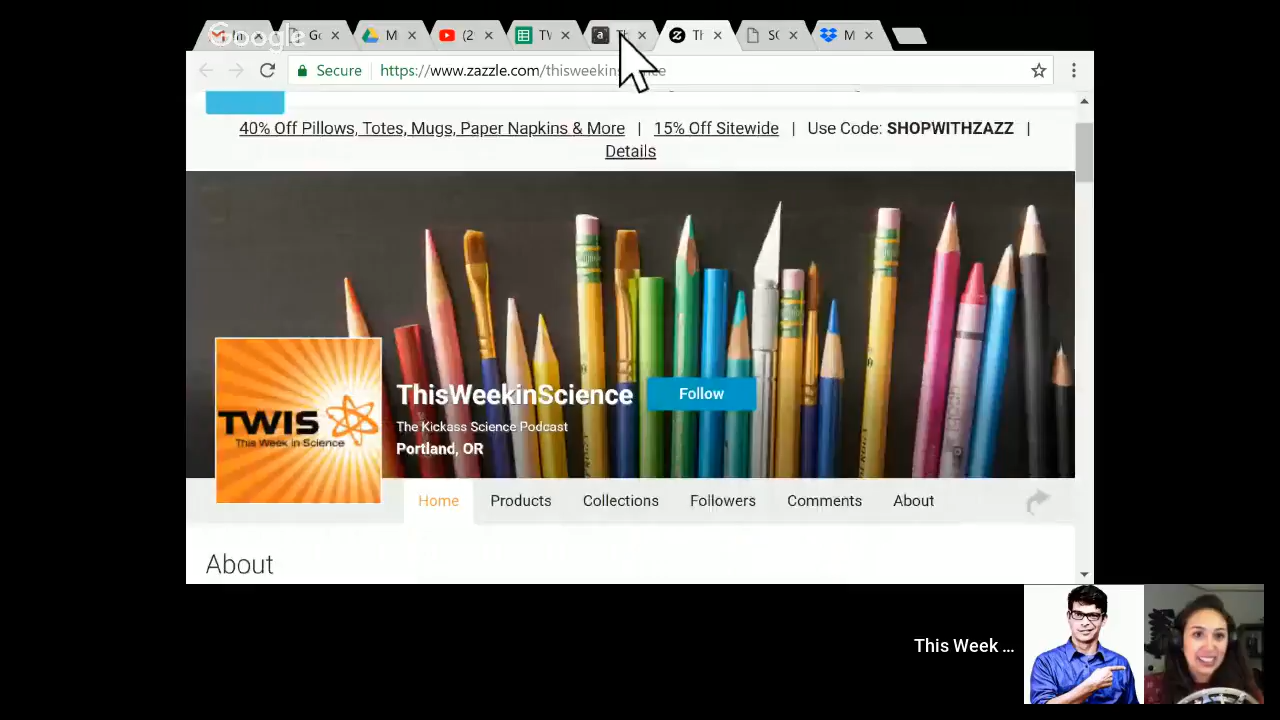 Google
Secure
https://www.zazzle.com/thisweekinscience
40% Off Pillows, Totes, Mugs, Paper Napkins & More | 15% Off Sitewide | Use Code: SHOPWITHZAZZ |
Details
TWIS
This Week in Science
ThisWeekinScience
Follow
The Kickass Science Podcast
Portland, OR
Home Products Collections Followers Comments About
About
This Week ...